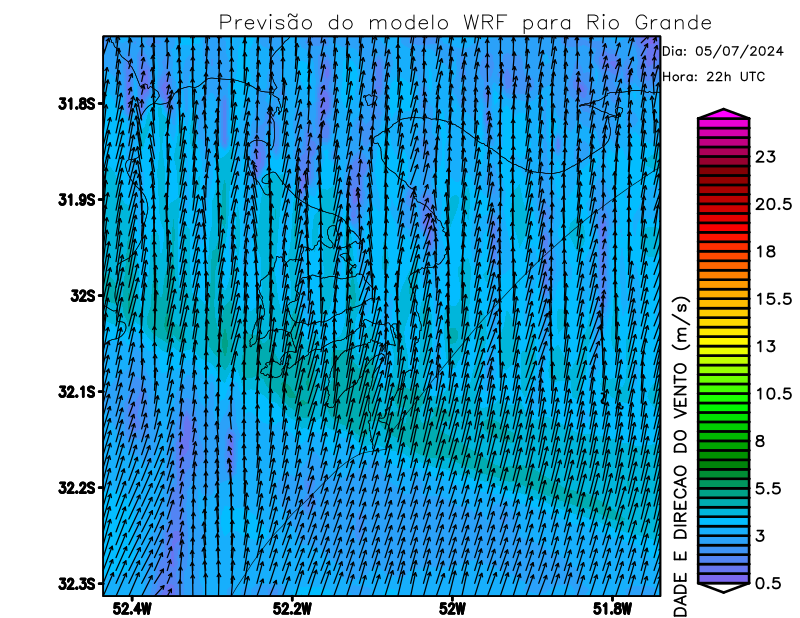 Previsão do modelo WRF para Rio Grande
Dia: 05/07/2024
Hora: 22h UTC
31.8S
31.9S
32S
32.1S
32.2S
32.3S
52.4W
52.2W
52W
51.8W
23
20.5
18
15.5
13
10.5
8
5.5
3
0.5
DADE E DIRECAO DO VENTO (m/s)